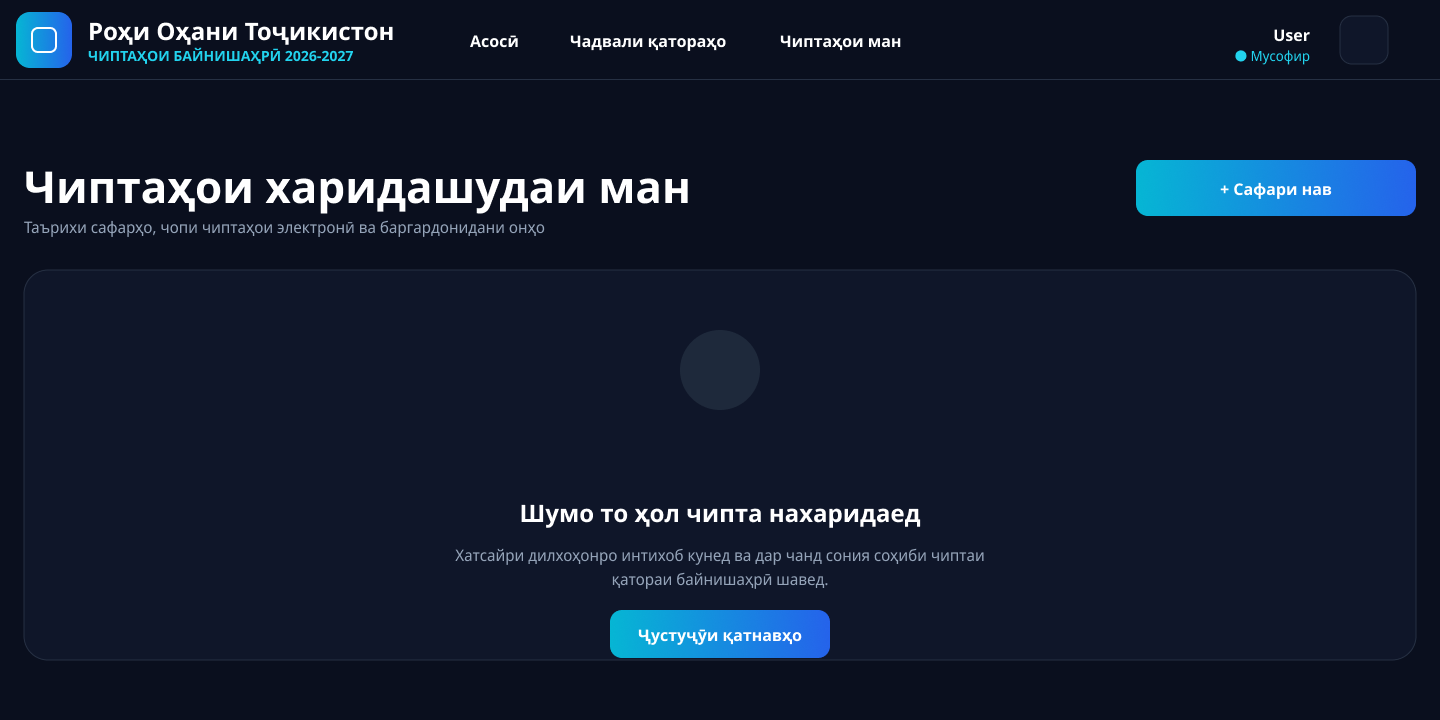 Роҳи Оҳани Тоҷикистон
ЧИПТАҲОИ БАЙНИШАҲРӢ 2026-2027
Асосӣ
Чадвали қатораҳо
Чиптаҳои ман
User
Мусофир
Чиптаҳои харидашудаи ман
Таърихи сафарҳо, чопи чиптаҳои электронӣ ва баргардонидани онҳо
+ Сафари нав
Шумо то ҳол чипта нахаридаед
Хатсайри дилхоҳонро интихоб кунед ва дар чанд сония соҳиби чиптаи
қатораи байнишаҳрӣ шавед.
Ҷустуҷӯи қатнавҳо